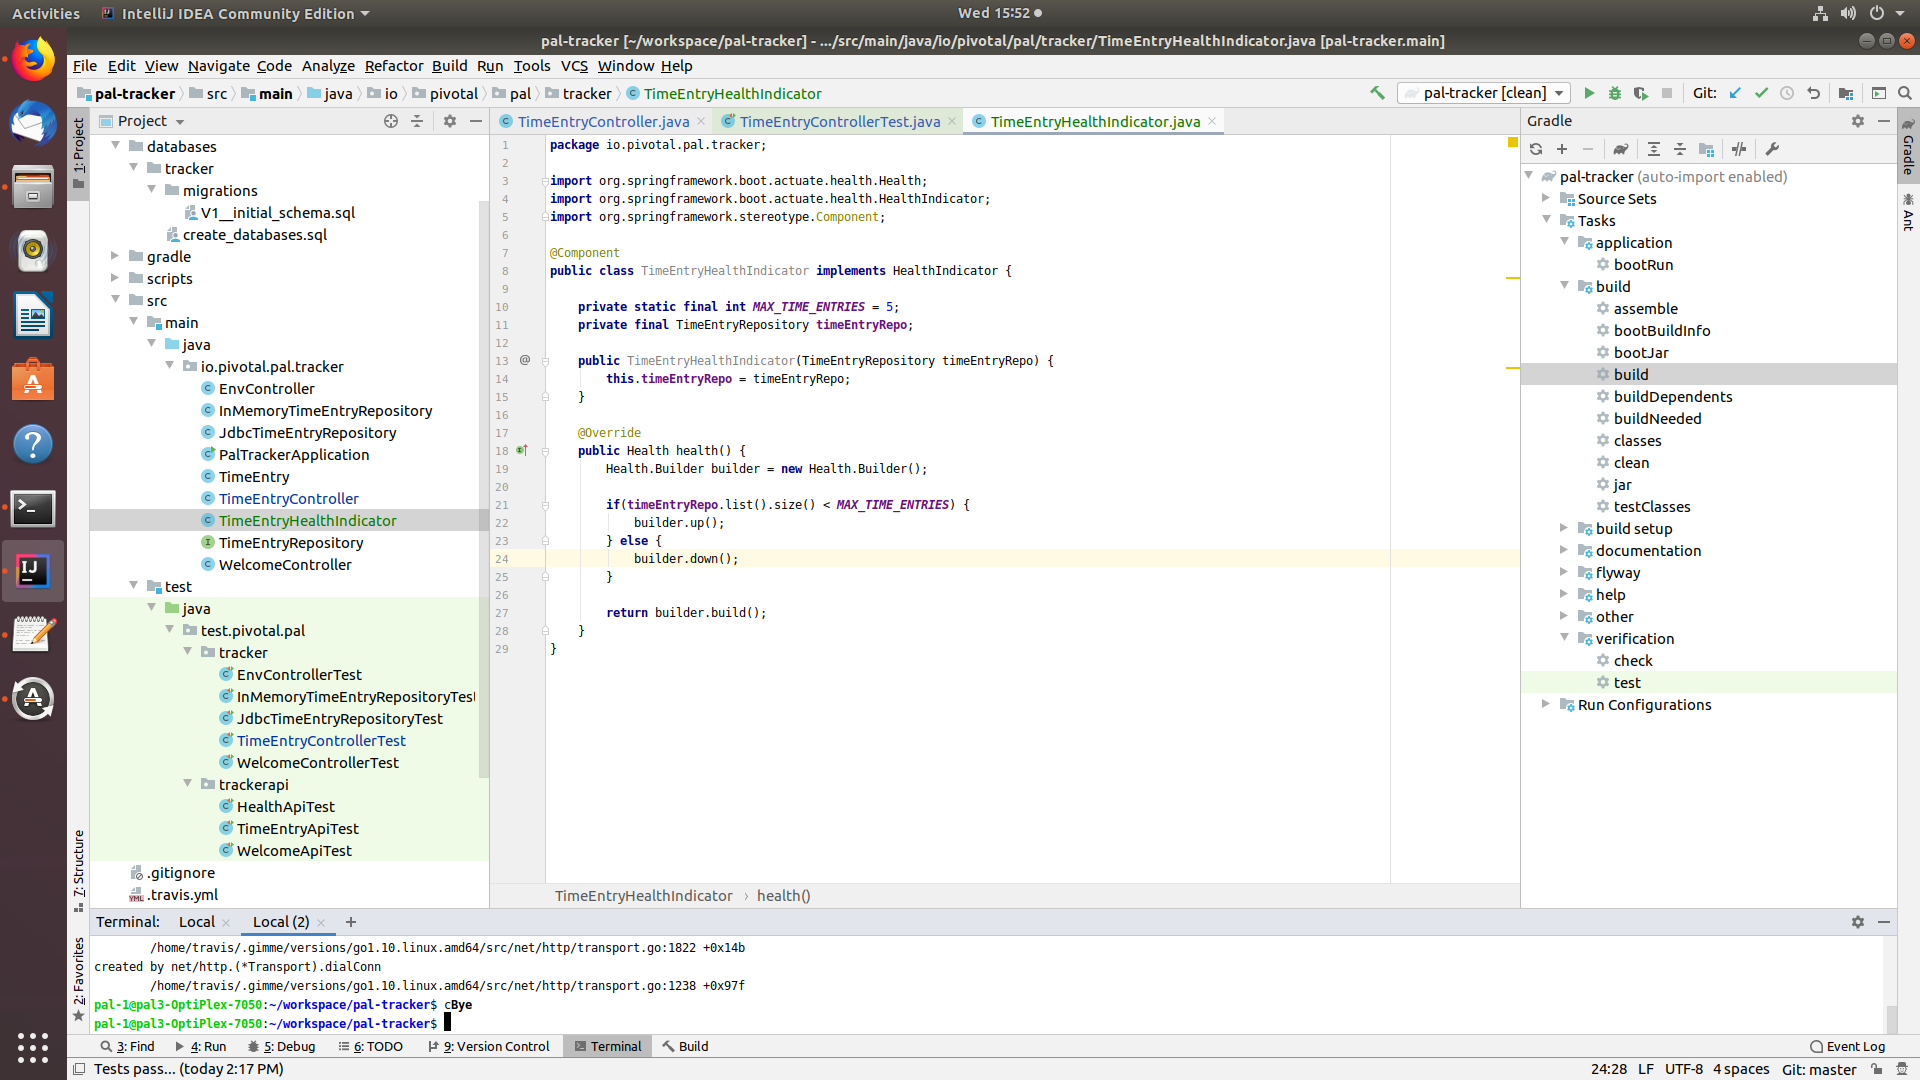 Activities IntelliJ IDEA Community Edition Wed 15:52
pal-tracker [~/workspace/pal-tracker] - .../src/main/java/io/pivotal/pal/tracker/TimeEntryHealthIndicator.java [pal-tracker.main]
File Edit View Navigate Code Analyze Refactor Build Run Tools VCS Window Help
pal-tracker src main java io pivotal pal tracker TimeEntryHealthIndicator pal-tracker [clean] Git:
1: Project
7: Structure
2: Favorites
Project
databases
tracker
migrations
V1__initial_schema.sql
create_databases.sql
gradle
scripts
src
main
java
io.pivotal.pal.tracker
EnvController
InMemoryTimeEntryRepository
JdbcTimeEntryRepository
PalTrackerApplication
TimeEntry
TimeEntryController
TimeEntryHealthIndicator
TimeEntryRepository
WelcomeController
test
java
test.pivotal.pal
tracker
EnvControllerTest
InMemoryTimeEntryRepositoryTest
JdbcTimeEntryRepositoryTest
TimeEntryControllerTest
WelcomeControllerTest
trackerapi
HealthApiTest
TimeEntryApiTest
WelcomeApiTest
.gitignore
.travis.yml
TimeEntryController.java TimeEntryControllerTest.java TimeEntryHealthIndicator.java
1 package io.pivotal.pal.tracker;
2
3 import org.springframework.boot.actuate.health.Health;
4 import org.springframework.boot.actuate.health.HealthIndicator;
5 import org.springframework.stereotype.Component;
6
7 @Component
8 public class TimeEntryHealthIndicator implements HealthIndicator {
9
10 private static final int MAX_TIME_ENTRIES = 5;
11 private final TimeEntryRepository timeEntryRepo;
12
13 @ public TimeEntryHealthIndicator(TimeEntryRepository timeEntryRepo) {
14 this.timeEntryRepo = timeEntryRepo;
15 }
16
17 @Override
18 public Health health() {
19 Health.Builder builder = new Health.Builder();
20
21 if(timeEntryRepo.list().size() < MAX_TIME_ENTRIES) {
22 builder.up();
23 } else {
24 builder.down();
25 }
26
27 return builder.build();
28 }
29 }
TimeEntryHealthIndicator › health()
Gradle
pal-tracker (auto-import enabled)
Source Sets
Tasks
application
bootRun
build
assemble
bootBuildInfo
bootJar
build
buildDependents
buildNeeded
classes
clean
jar
testClasses
build setup
documentation
flyway
help
other
verification
check
test
Run Configurations
Gradle
Ant
Terminal: Local Local (2) +
/home/travis/.gimme/versions/go1.10.linux.amd64/src/net/http/transport.go:1822 +0x14b
created by net/http.(*Transport).dialConn
/home/travis/.gimme/versions/go1.10.linux.amd64/src/net/http/transport.go:1238 +0x97f
pal-1@pal3-OptiPlex-7050:~/workspace/pal-tracker$ cBye
pal-1@pal3-OptiPlex-7050:~/workspace/pal-tracker$
3: Find 4: Run 5: Debug 6: TODO 9: Version Control Terminal Build Event Log
Tests pass... (today 2:17 PM) 24:28 LF UTF-8 4 spaces Git: master